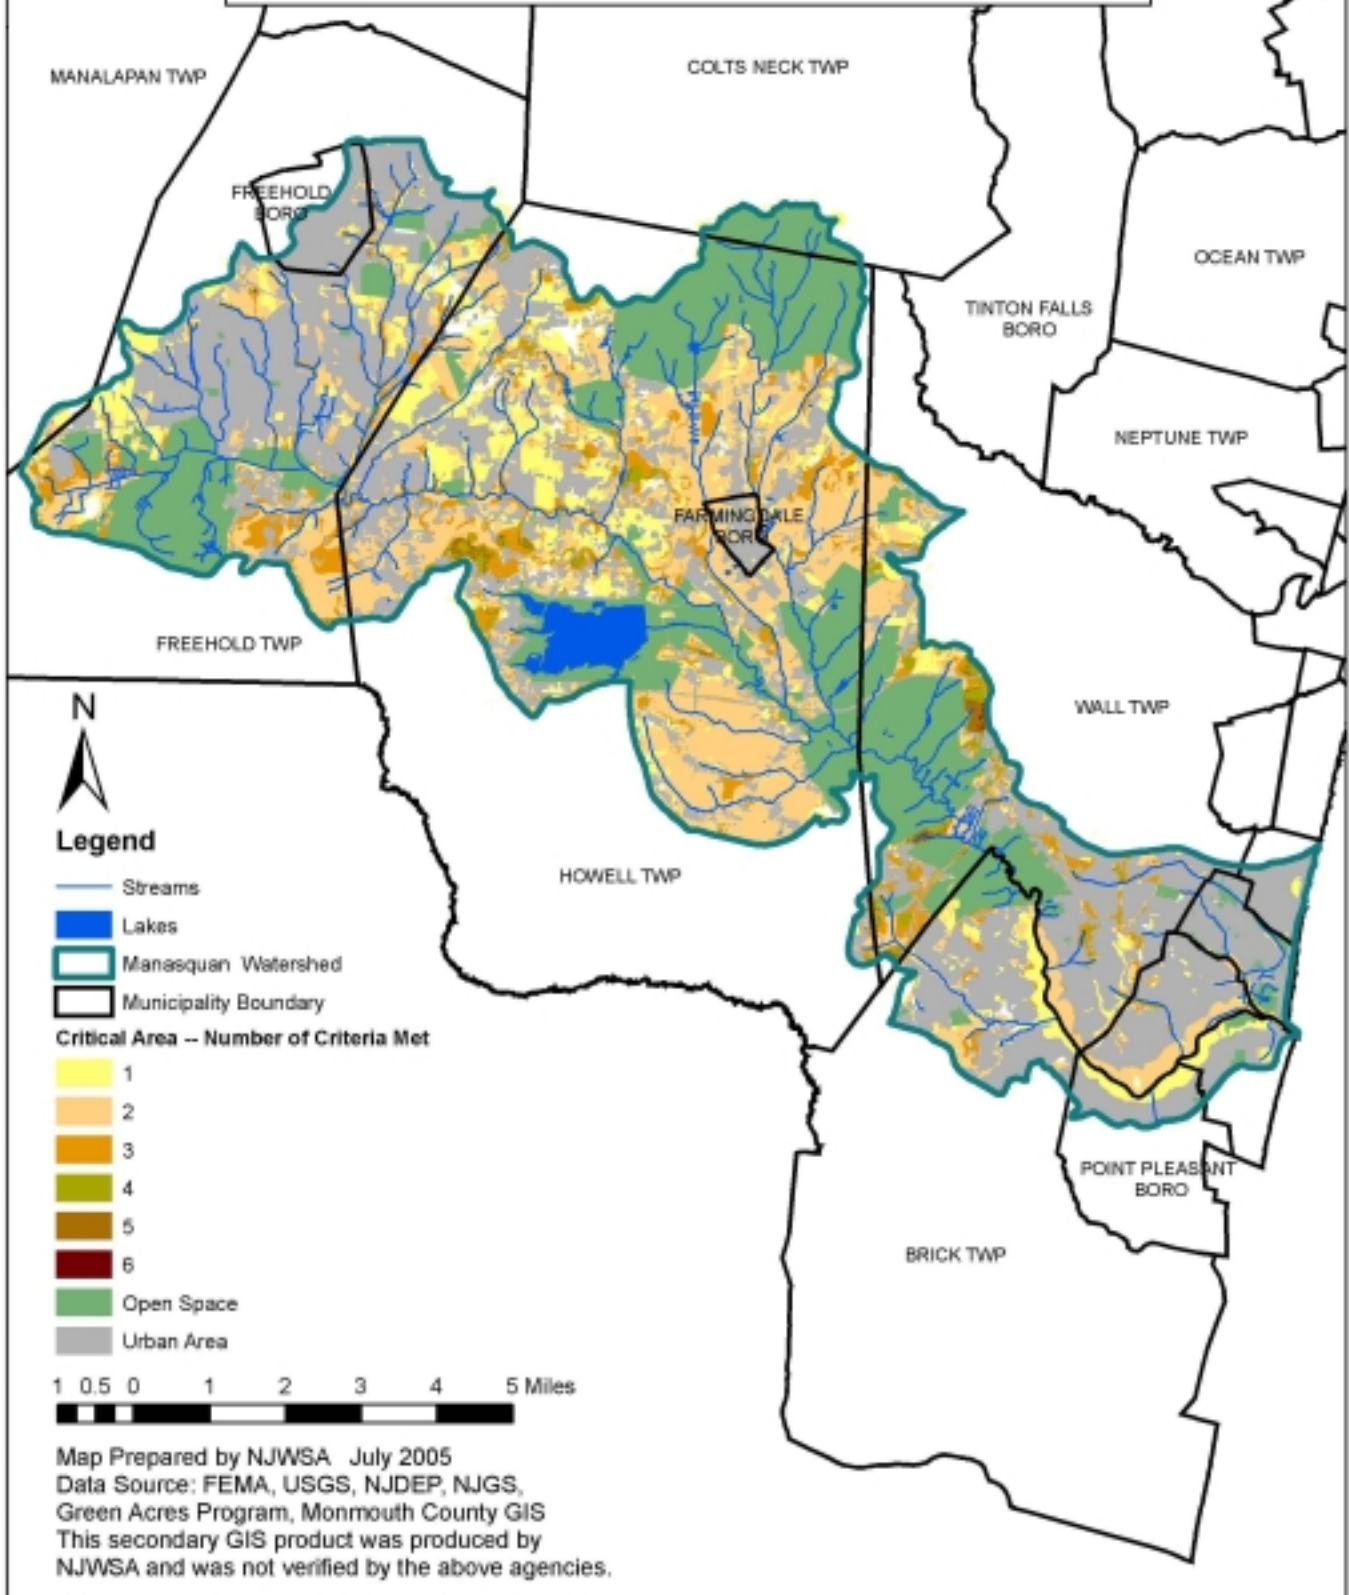 MANALAPAN TWP
COLTS NECK TWP
FREEHOLD
BORO
OCEAN TWP
TINTON FALLS
BORO
NEPTUNE TWP
FARMINGDALE
BORO
FREEHOLD TWP
WALL TWP
HOWELL TWP
POINT PLEASANT
BORO
BRICK TWP
N
Legend
Streams
Lakes
Manasquan Watershed
Municipality Boundary
Critical Area -- Number of Criteria Met
1
2
3
4
5
6
Open Space
Urban Area
1 0.5 0 1 2 3 4 5 Miles
Map Prepared by NJWSA July 2005
Data Source: FEMA, USGS, NJDEP, NJGS,
Green Acres Program, Monmouth County GIS
This secondary GIS product was produced by
NJWSA and was not verified by the above agencies.